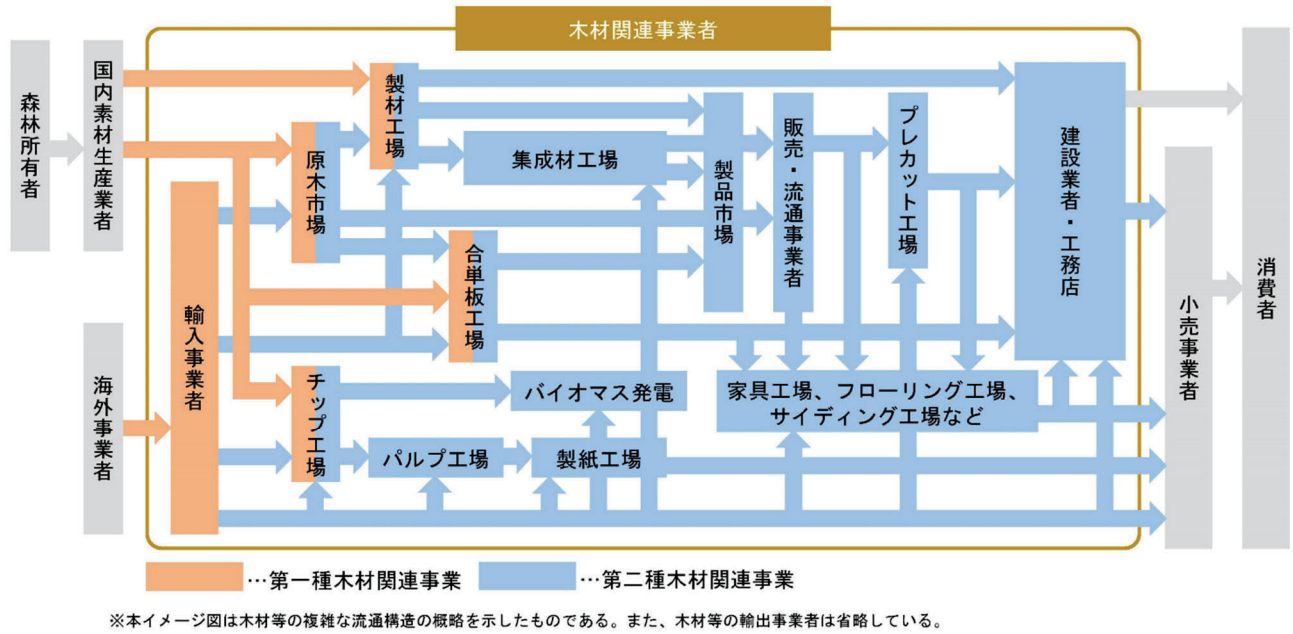 木材関連事業者
森林所有者
国内素材生産業者
海外事業者
輸入事業者
原木市場
製材工場
集成材工場
合単板工場
チップ工場
バイオマス発電
パルプ工場
製紙工場
製品市場
販売・流通事業者
プレカット工場
家具工場、フローリング工場、
サイディング工場など
建設業者・工務店
小売事業者
消費者
…第一種木材関連事業
…第二種木材関連事業
※本イメージ図は木材等の複雑な流通構造の概略を示したものである。また、木材等の輸出事業者は省略している。